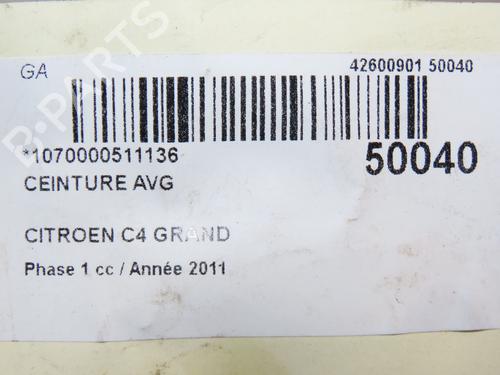 GA
42600901 50040
B-PARTS
*1070000511136
50040
CEINTURE AVG
CITROEN C4 GRAND
Phase 1 cc / Année 2011